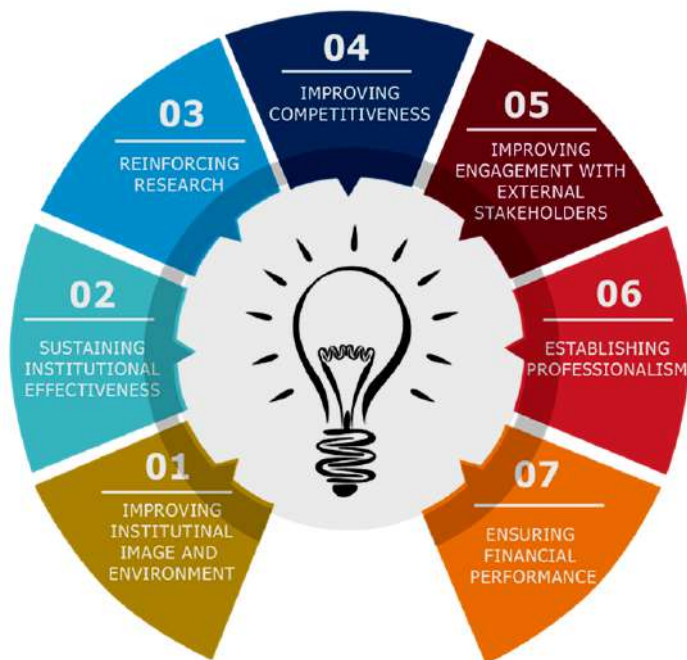 01
IMPROVING
INSTITUTINAL
IMAGE AND
ENVIRONMENT
02
SUSTAINING
INSTITUTIONAL
EFFECTIVENESS
03
REINFORCING
RESEARCH
04
IMPROVING
COMPETITIVENESS
05
IMPROVING
ENGAGEMENT WITH
EXTERNAL
STAKEHOLDERS
06
ESTABLISHING
PROFESSIONALISM
07
ENSURING
FINANCIAL
PERFORMANCE